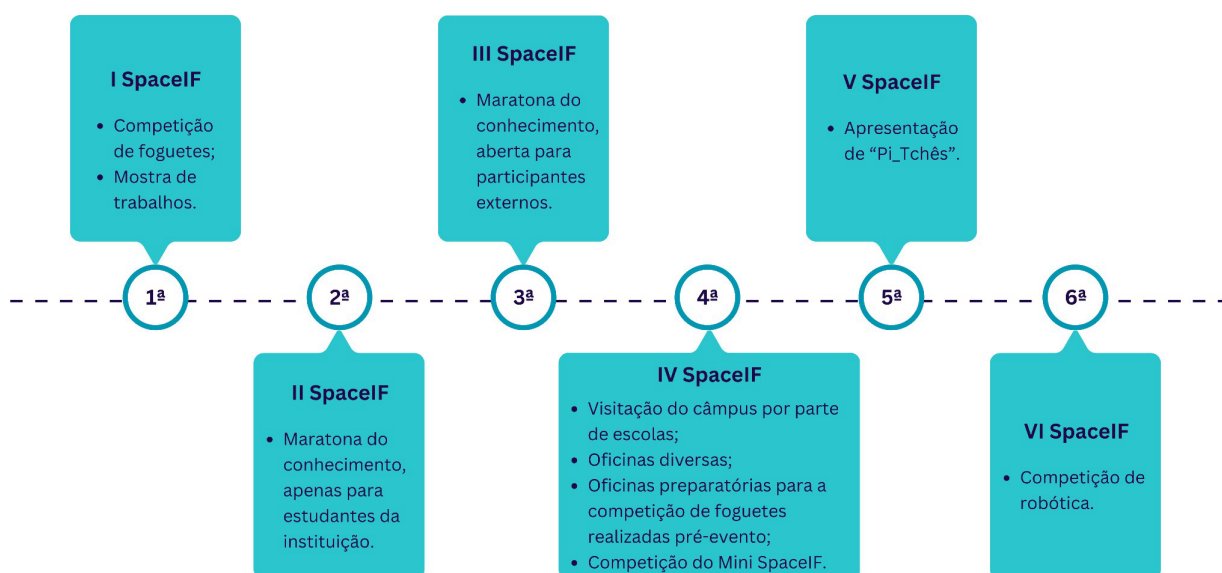 I SpaceIF
• Competição
de foguetes;
• Mostra de
trabalhos.
III SpaceIF
• Maratona do
conhecimento,
aberta para
participantes
externos.
V SpaceIF
• Apresentação
de “Pi_Tchês”.
1ª
2ª
3ª
4ª
5ª
6ª
II SpaceIF
• Maratona do
conhecimento,
apenas para
estudantes da
instituição.
IV SpaceIF
• Visitação do câmpus por parte
de escolas;
• Oficinas diversas;
• Oficinas preparatórias para a
competição de foguetes
realizadas pré-evento;
• Competição do Mini SpaceIF.
VI SpaceIF
• Competição de
robótica.